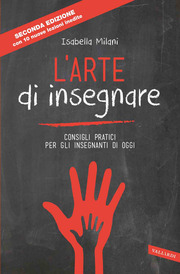 SECONDA EDIZIONE
con 10 nuove lezioni inedite
Isabella Milani
L'ARTE
di insegnare
CONSIGLI PRATICI
PER GLI INSEGNANTI DI OGGI
VALLARDI